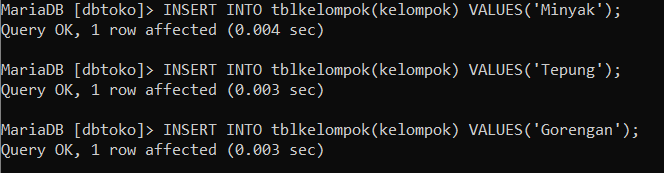 MariaDB [dbtoko]> INSERT INTO tblkelompok(kelompok) VALUES('Minyak');
Query OK, 1 row affected (0.004 sec)
MariaDB [dbtoko]> INSERT INTO tblkelompok(kelompok) VALUES('Tepung');
Query OK, 1 row affected (0.003 sec)
MariaDB [dbtoko]> INSERT INTO tblkelompok(kelompok) VALUES('Gorengan');
Query OK, 1 row affected (0.003 sec)